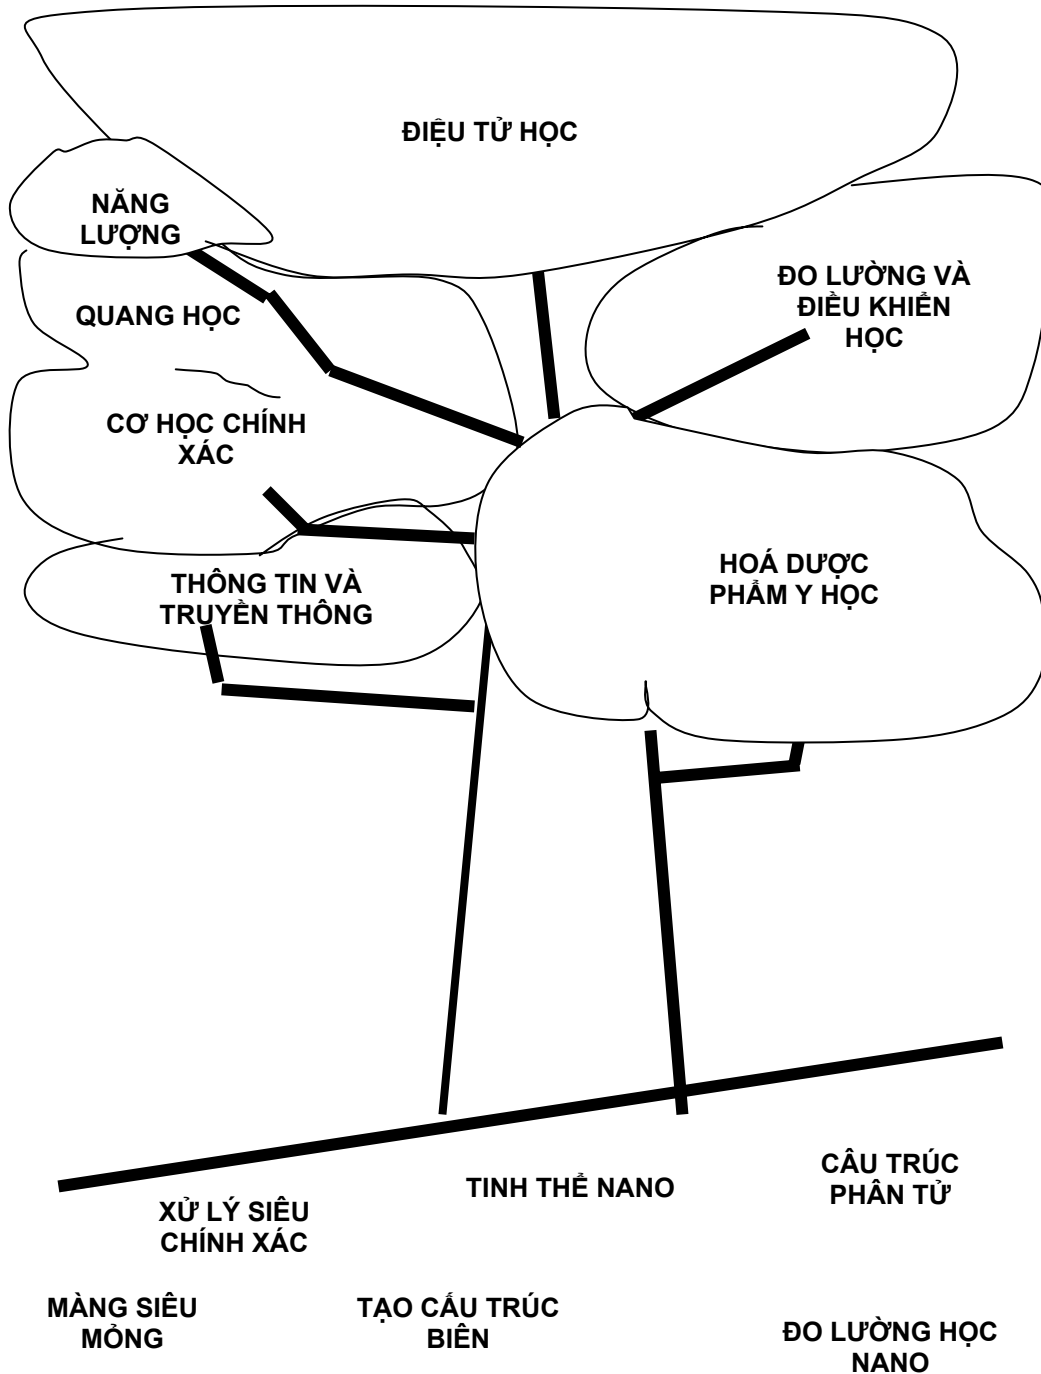 ĐIỆU TỬ HỌC
NĂNG
LƯỢNG
ĐO LƯỜNG VÀ
ĐIỀU KHIỂN
HỌC
QUANG HỌC
CƠ HỌC CHÍNH
XÁC
HOÁ DƯỢC
PHẨM Y HỌC
THÔNG TIN VÀ
TRUYỀN THÔNG
CÂU TRÚC
PHÂN TỬ
TINH THỂ NANO
XỬ LÝ SIÊU
CHÍNH XÁC
MÀNG SIÊU
MỎNG
TẠO CẤU TRÚC
BIÊN
ĐO LƯỜNG HỌC
NANO